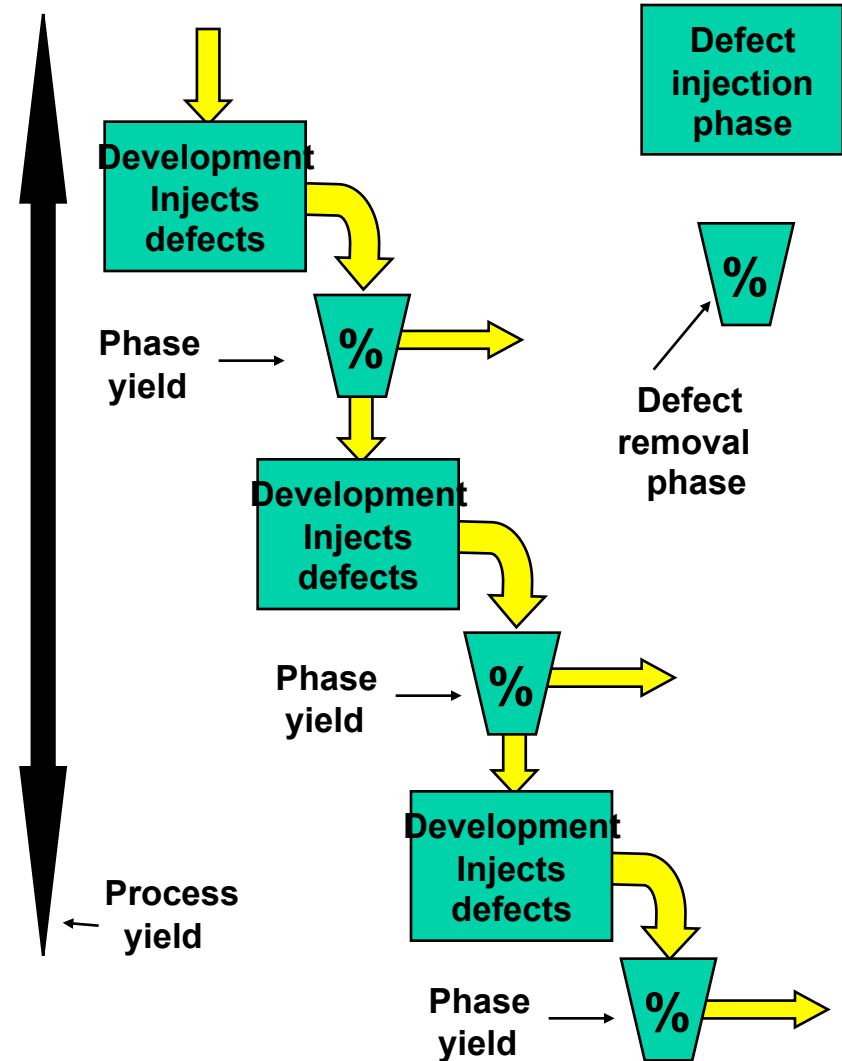 Defect
injection
phase
Development
Injects
defects
%
%
Phase
yield
Defect
removal
phase
Development
Injects
defects
%
Phase
yield
Development
Injects
defects
Process
yield
%
Phase
yield